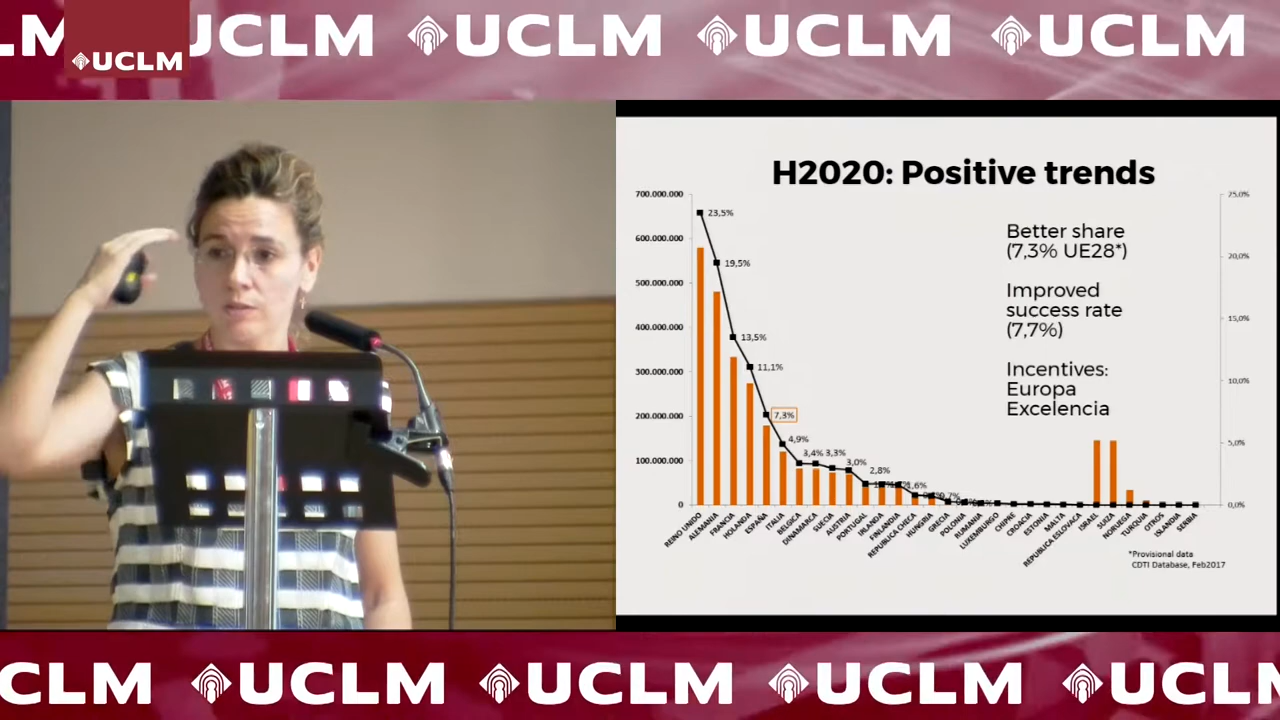 LM
UCLM
UCLM
UCLM
UCLM
UCLM
H2020: Positive trends
700.000.000
600.000.000
500.000.000
400.000.000
300.000.000
200.000.000
100.000.000
0
25,0%
20,0%
15,0%
10,0%
5,0%
0,0%
23,5%
19,5%
13,5%
11,1%
7,3%
4,9%
3,4%
3,3%
3,0%
2,8%
Better share
(7,3% UE28*)
Improved
success rate
(7,7%)
Incentives:
Europa
Excelencia
REINO UNIDO
ALEMANIA
FRANCIA
HOLANDA
ESPAÑA
ITALIA
BELGICA
DINAMARCA
SUECIA
AUSTRIA
PORTUGAL
IRLANDA
FINLANDIA
REPUBLICA CHECA
HUNGRIA
GRECIA
POLONIA
RUMANIA
LUXEMBURGO
CHIPRE
CROACIA
ESTONIA
MALTA
REPUBLICA ESLOVACA
ISRAEL
SUIZA
NORUEGA
TURQUIA
OTROS
ISLANDIA
SERBIA
*Provisional data
CDTI Database, Feb2017
CLM
UCLM
UCLM
UCLM
UCL